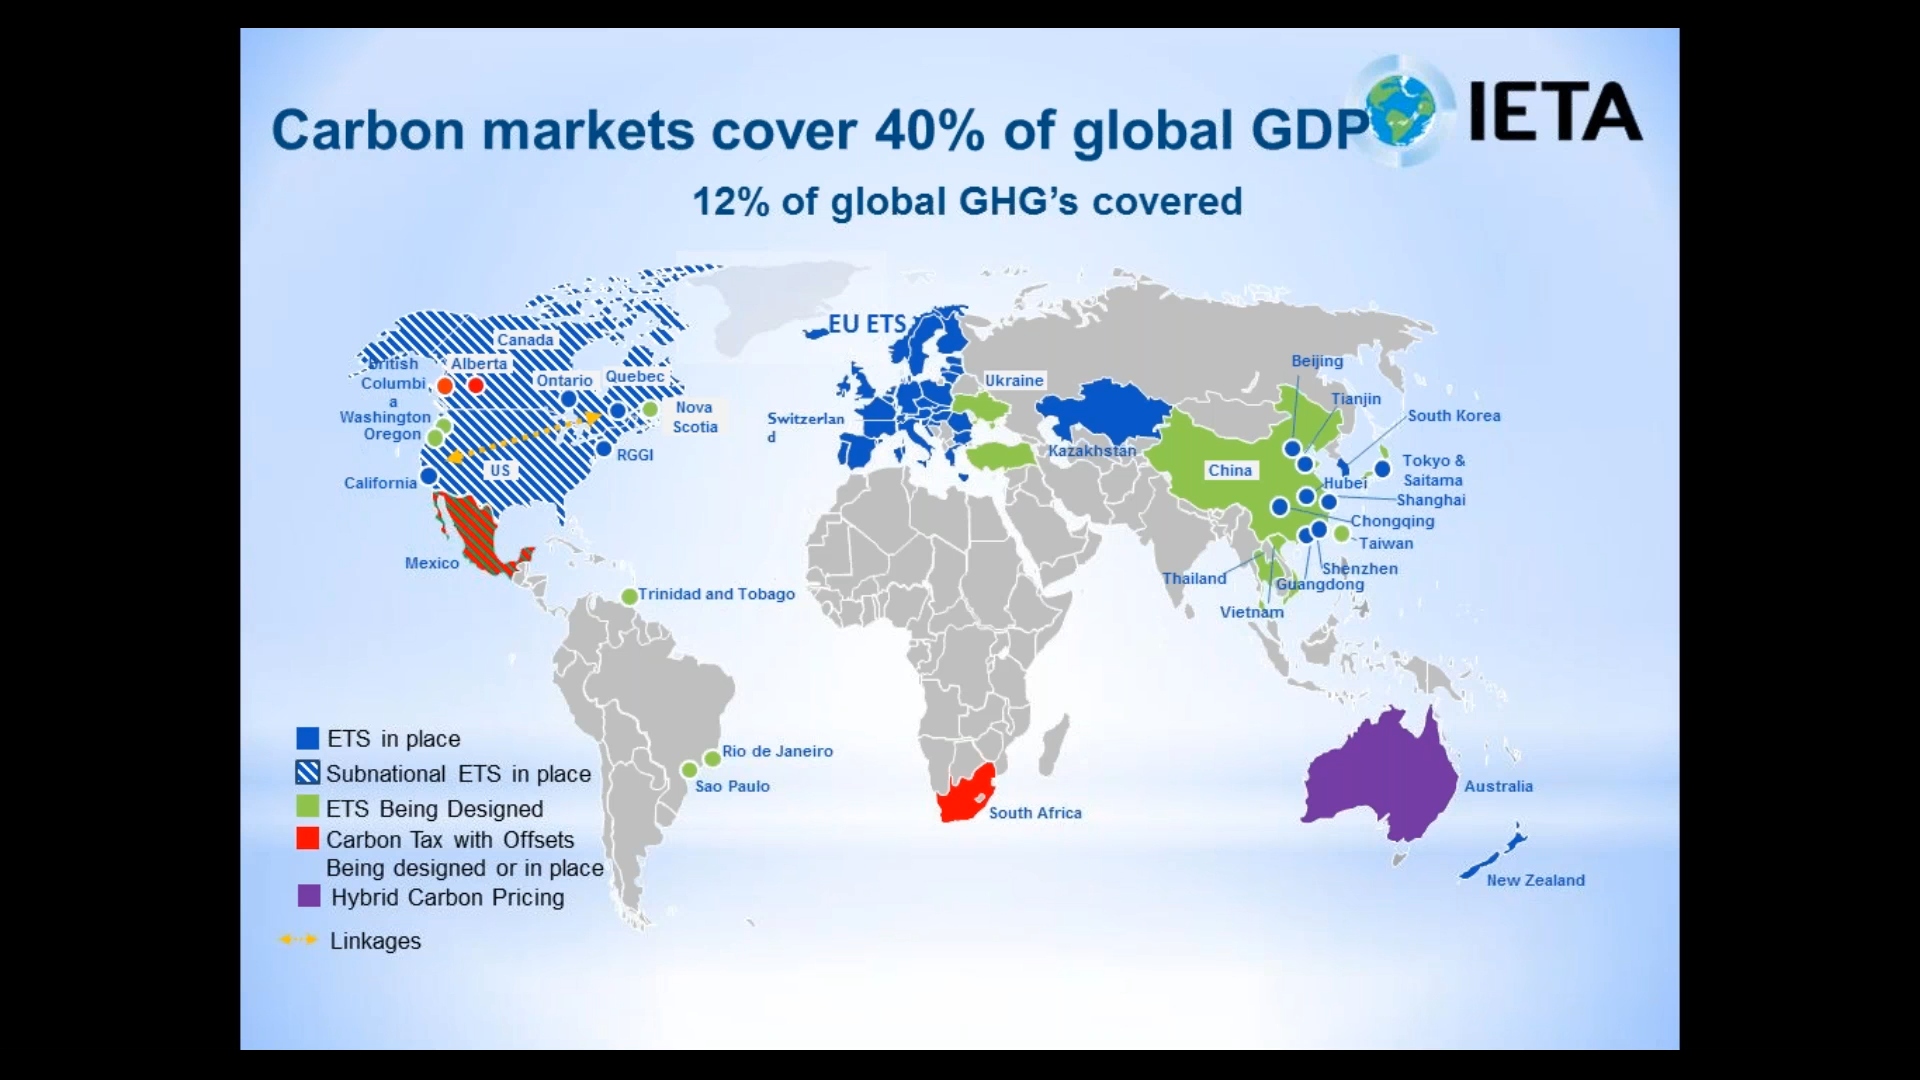 Carbon markets cover 40% of global GDP
IETA
12% of global GHG's covered
EU ETS
Canada
British
Columbi
a
Alberta
Ontario
Quebec
Nova
Scotia
Washington
Oregon
RGGI
US
California
Mexico
Trinidad and Tobago
Rio de Janeiro
Sao Paulo
Switzerlan
d
Ukraine
Kazakhstan
China
Beijing
Tianjin
South Korea
Tokyo &
Saitama
Hubei
Shanghai
Chongqing
Taiwan
Shenzhen
Guangdong
Thailand
Vietnam
South Africa
Australia
New Zealand
ETS in place
Subnational ETS in place
ETS Being Designed
Carbon Tax with Offsets
Being designed or in place
Hybrid Carbon Pricing
Linkages